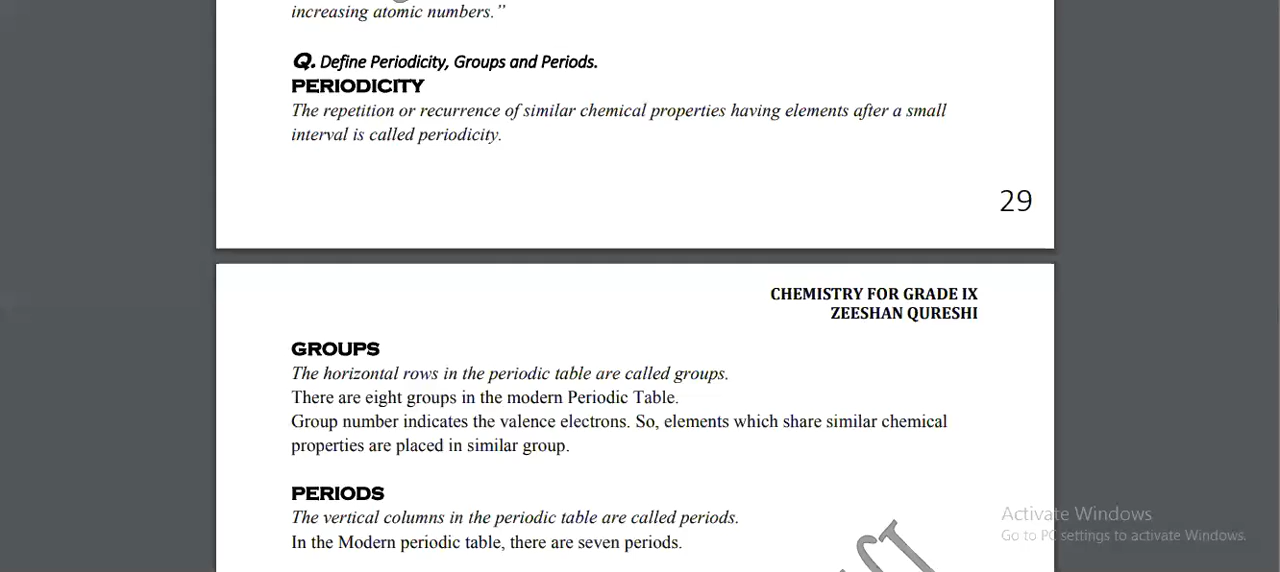 increasing atomic numbers.”
Q. Define Periodicity, Groups and Periods.
PERIODICITY
The repetition or recurrence of similar chemical properties having elements after a small
interval is called periodicity.
29
CHEMISTRY FOR GRADE IX
ZEESHAN QURESHI
GROUPS
The horizontal rows in the periodic table are called groups.
There are eight groups in the modern Periodic Table.
Group number indicates the valence electrons. So, elements which share similar chemical
properties are placed in similar group.
PERIODS
The vertical columns in the periodic table are called periods.
In the Modern periodic table, there are seven periods.
Activate Windows
Go to PC settings to activate Windows.